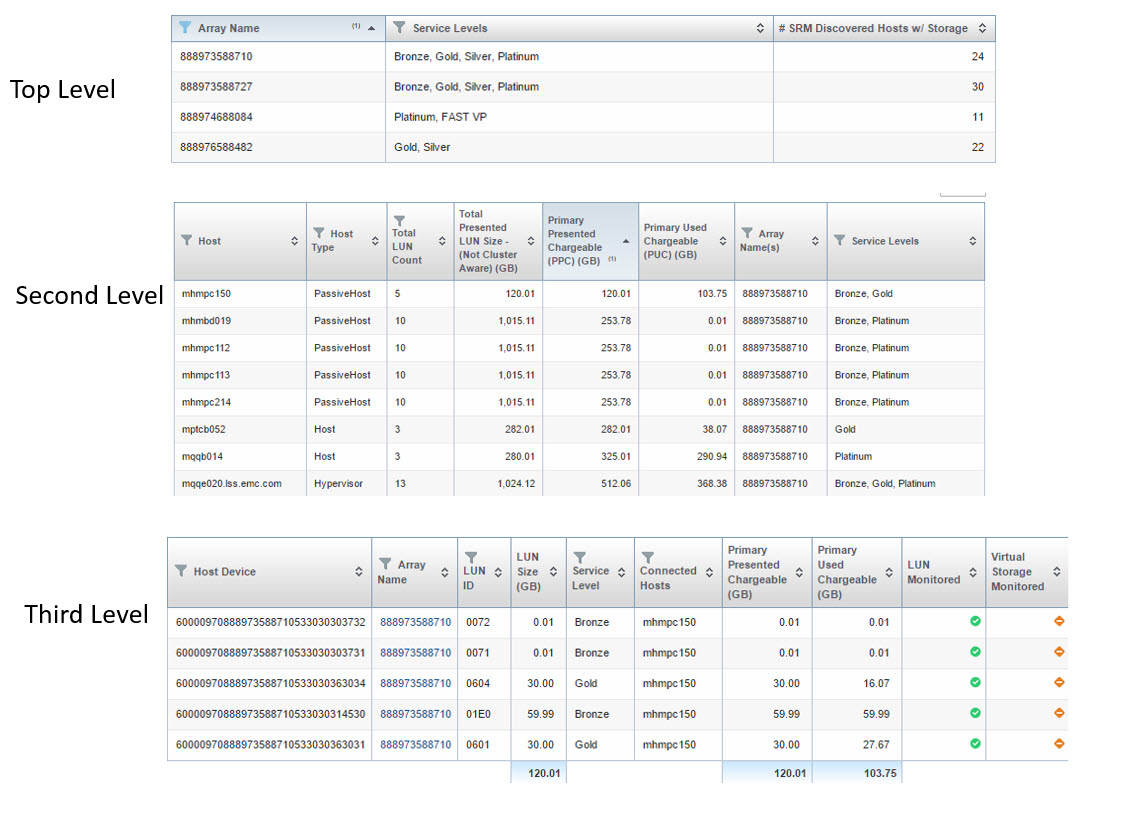 Top Level
Array Name (1) Service Levels # SRM Discovered Hosts w/ Storage
888973588710 Bronze, Gold, Silver, Platinum 24
888973588727 Bronze, Gold, Silver, Platinum 30
888974688084 Platinum, FAST VP 11
888976588482 Gold, Silver 22
Second Level
Host Host Type Total LUN Count Total Presented LUN Size - (Not Cluster Aware) (GB) Primary Presented Chargeable (PPC) (GB) (1) Primary Used Chargeable (PUC) (GB) Array Name(s) Service Levels
mhmpc150 PassiveHost 5 120.01 120.01 103.75 888973588710 Bronze, Gold
mhmbd019 PassiveHost 10 1,015.11 253.78 0.01 888973588710 Bronze, Platinum
mhmpc112 PassiveHost 10 1,015.11 253.78 0.01 888973588710 Bronze, Platinum
mhmpc113 PassiveHost 10 1,015.11 253.78 0.01 888973588710 Bronze, Platinum
mhmpc214 PassiveHost 10 1,015.11 253.78 0.01 888973588710 Bronze, Platinum
mptcb052 Host 3 282.01 282.01 38.07 888973588710 Gold
mqqb014 Host 3 280.01 325.01 290.94 888973588710 Platinum
mqqe020.lss.emc.com Hypervisor 13 1,024.12 512.06 368.38 888973588710 Bronze, Gold, Platinum
Third Level
Host Device Array Name LUN ID LUN Size (GB) Service Level Connected Hosts Primary Presented Chargeable (GB) Primary Used Chargeable (GB) LUN Monitored Virtual Storage Monitored
60000970888973588710533030303732 888973588710 0072 0.01 Bronze mhmpc150 0.01 0.01
60000970888973588710533030303731 888973588710 0071 0.01 Bronze mhmpc150 0.01 0.01
60000970888973588710533030363034 888973588710 0604 30.00 Gold mhmpc150 30.00 16.07
60000970888973588710533030314530 888973588710 01E0 59.99 Bronze mhmpc150 59.99 59.99
60000970888973588710533030363031 888973588710 0601 30.00 Gold mhmpc150 30.00 27.67
120.01 120.01 103.75